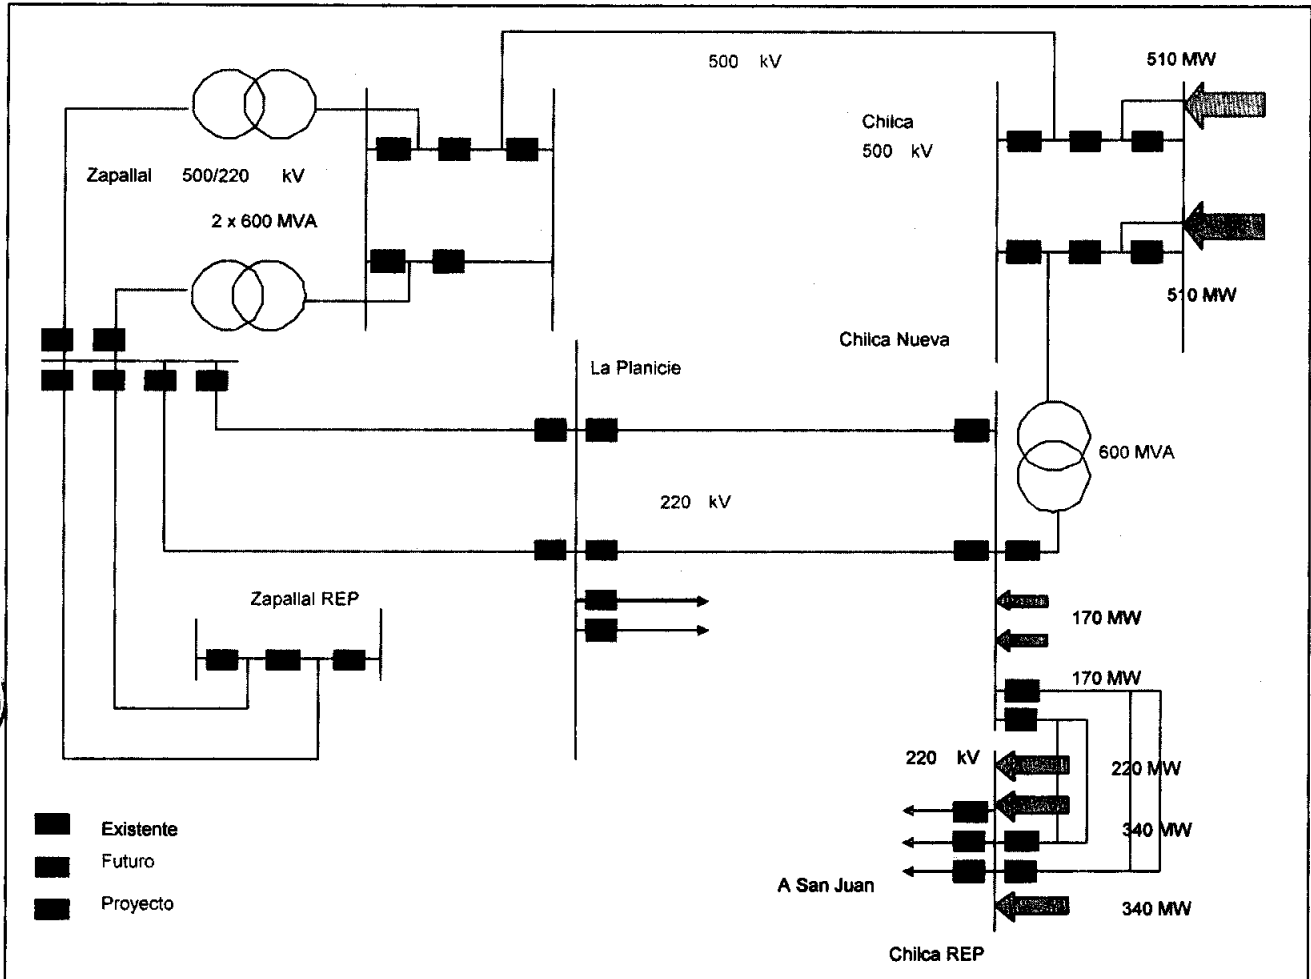 500 kV
510 MW
Chilca
500 kV
Zapallal 500/220 kV
2 x 600 MVA
510 MW
Chilca Nueva
La Planicie
600 MVA
220 kV
Zapallal REP
170 MW
170 MW
220 kV
220 MW
340 MW
A San Juan
340 MW
Chilca REP
Existente
Futuro
Proyecto